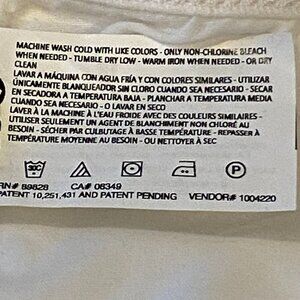 MACHINE WASH COLD WITH LIKE COLORS - ONLY NON-CHLORINE BLEACH
WHEN NEEDED - TUMBLE DRY LOW - WARM IRON WHEN NEEDED - OR DRY
CLEAN
LAVAR A MÁQUINA CON AGUA FRÍA Y CON COLORES SIMILARES - UTILIZAR
ÚNICAMENTE BLANQUEADOR SIN CLORO CUANDO SEA NECESARIO - SECAR
EN SECADORA A TEMPERATURA BAJA - PLANCHAR A TEMPERATURA MEDIA
CUANDO SEA NECESARIO O LAVAR EN SECO
LAVER À LA MACHINE À L'EAU FROIDE AVEC DES COULEURS SIMILAIRES -
UTILISER SEULEMENT UN AGENT DE BLANCHIMENT NON CHLORÉ AU
BESOIN - SÉCHER PAR CULBUTAGE À BASSE TEMPÉRATURE - REPASSER À
TEMPÉRATURE MOYENNE AU BESOIN - OU NETTOYER À SEC
RN# 89828 CA# 06349
PATENT 10,251,431 AND PATENT PENDING VENDOR# 1004220